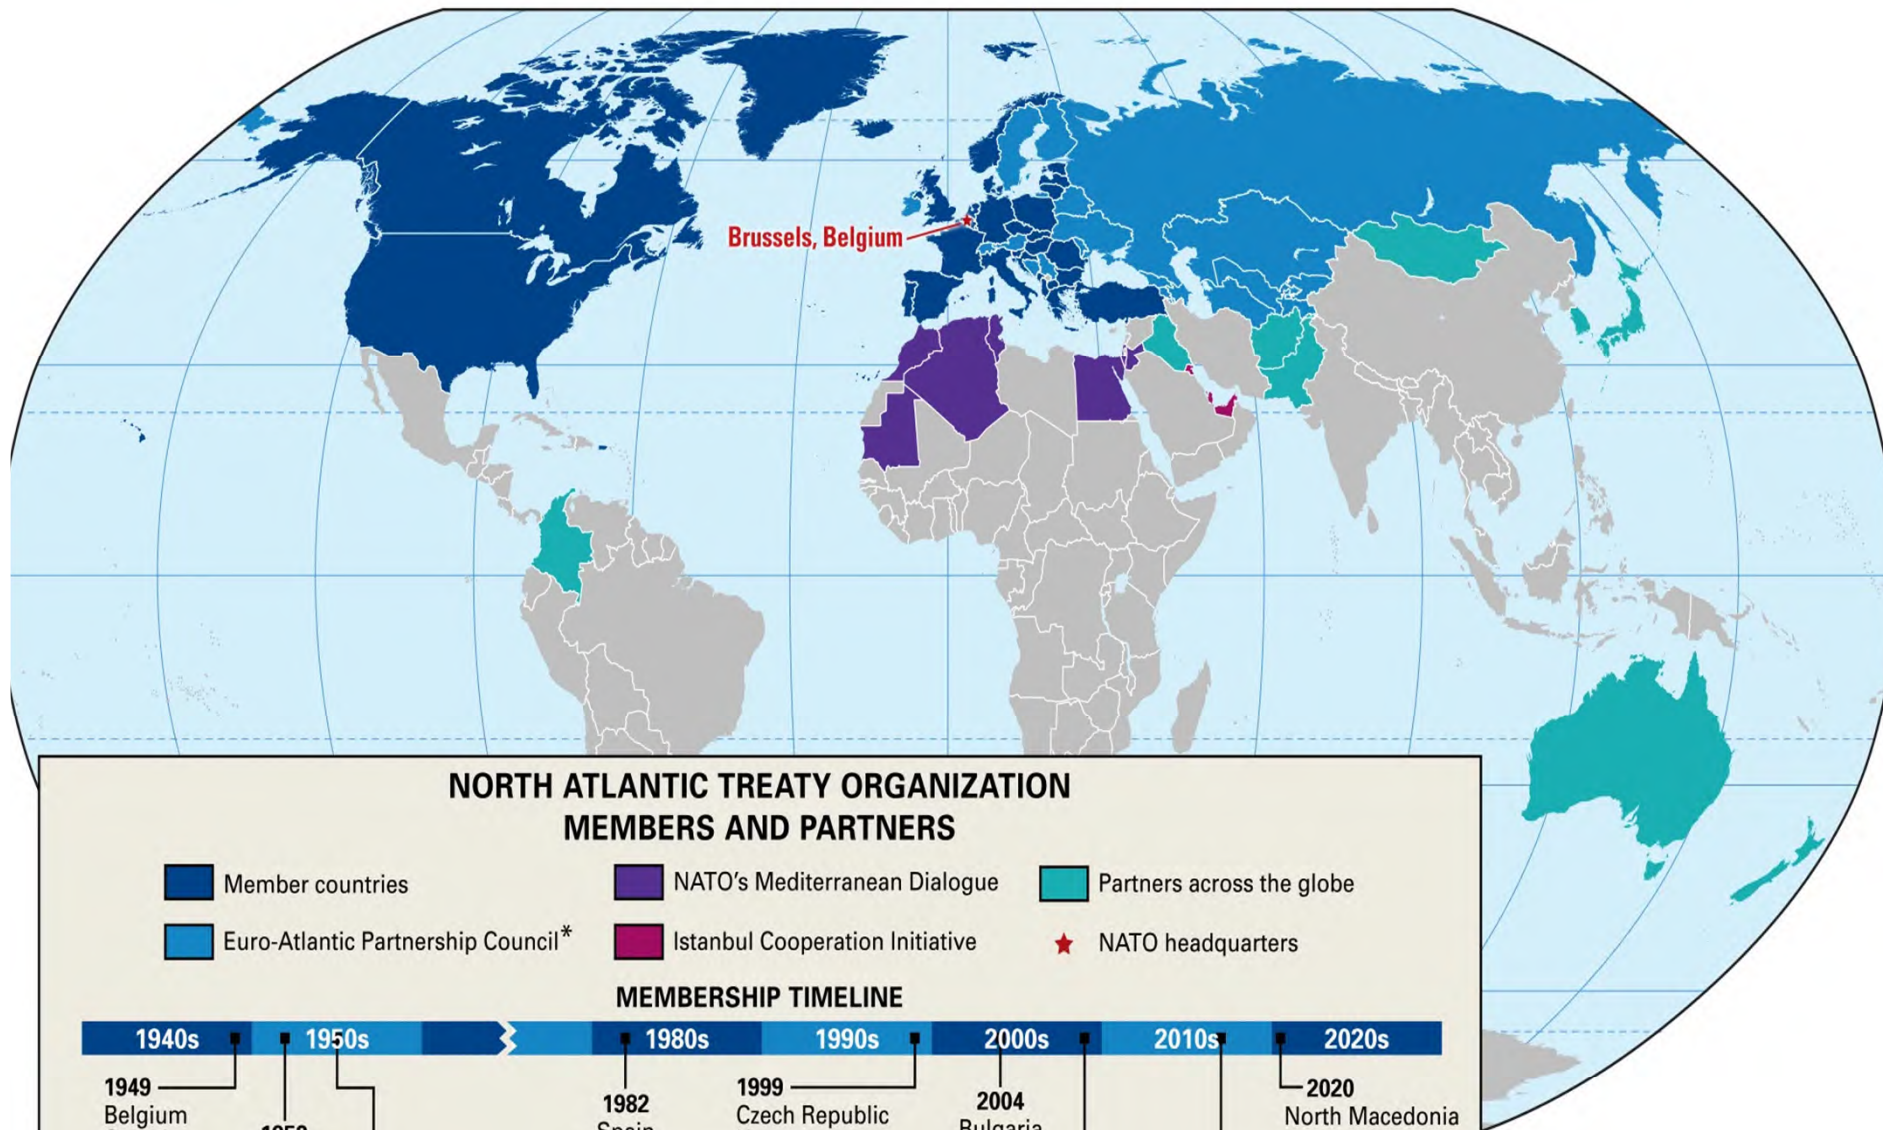 Brussels, Belgium
NORTH ATLANTIC TREATY ORGANIZATION
MEMBERS AND PARTNERS
Member countries
NATO's Mediterranean Dialogue
Partners across the globe
Euro-Atlantic Partnership Council*
Istanbul Cooperation Initiative
NATO headquarters
MEMBERSHIP TIMELINE
1940s
1950s
1980s
1990s
2000s
2010s
2020s
1949
Belgium
1982
1999
Czech Republic
2004
2020
North Macedonia